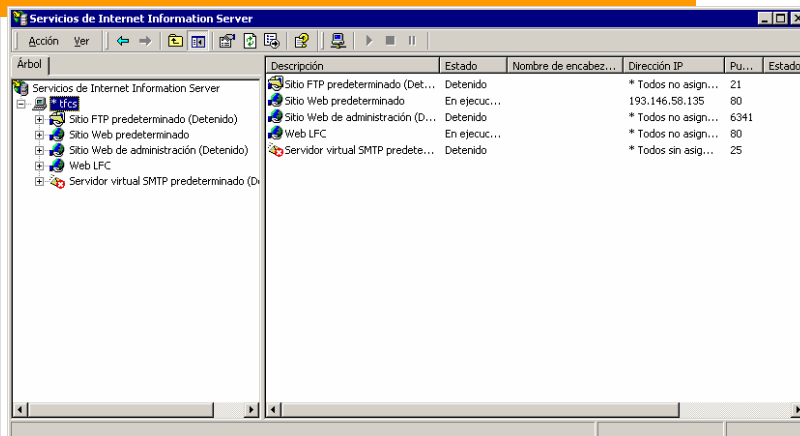 Servicios de Internet Information Server
Acción Ver
Árbol
Servicios de Internet Information Server
* tfcs
Sitio FTP predeterminado (Detenido)
Sitio Web predeterminado
Sitio Web de administración (Detenido)
Web LFC
Servidor virtual SMTP predeterminado (De
Descripción Estado Nombre de encabez... Dirección IP Pu... Estado
Sitio FTP predeterminado (Det... Detenido * Todos no asign... 21
Sitio Web predeterminado En ejecuc... 193.146.58.135 80
Sitio Web de administración (D... Detenido * Todos no asign... 6341
Web LFC En ejecuc... * Todos no asign... 80
Servidor virtual SMTP predete... Detenido * Todos sin asig... 25